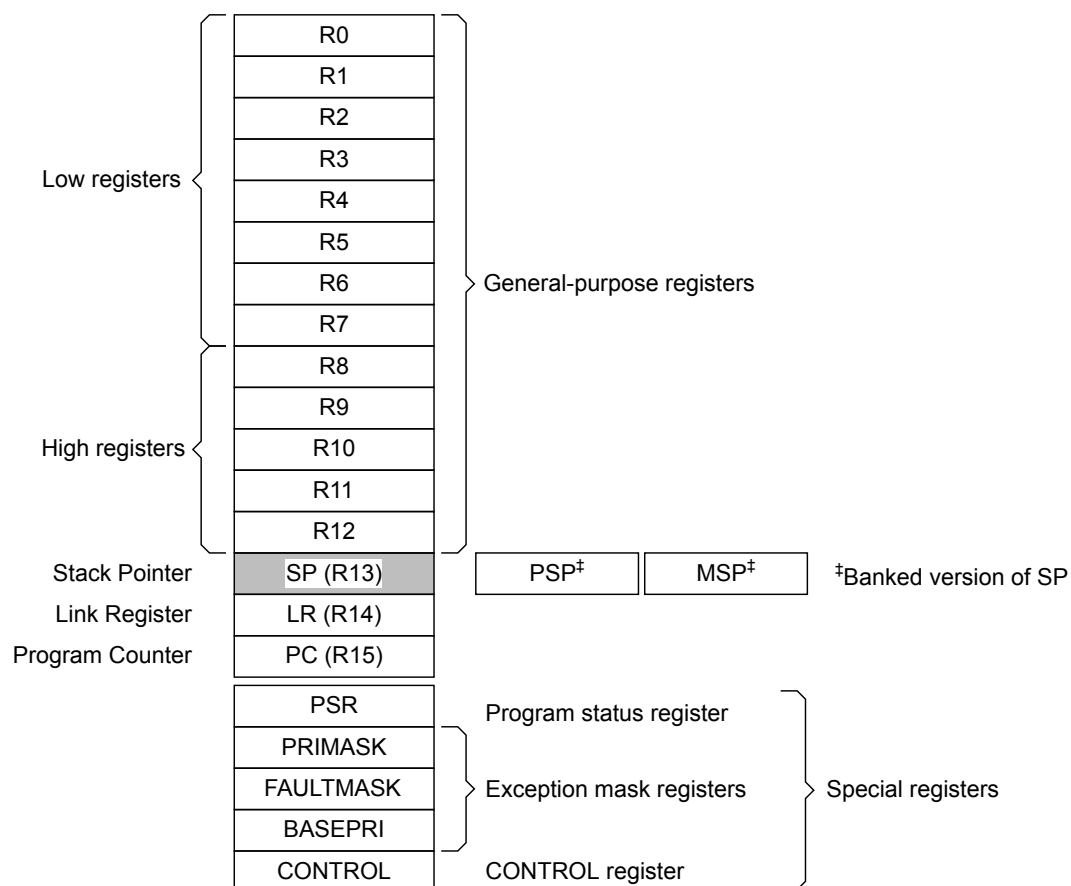 R0
R1
R2
R3
Low registers
R4
R5
R6
General-purpose registers
R7
R8
R9
High registers
R10
R11
R12
Stack Pointer
SP (R13)
PSP‡
MSP‡
‡Banked version of SP
Link Register
LR (R14)
Program Counter
PC (R15)
PSR
Program status register
PRIMASK
FAULTMASK
Exception mask registers
Special registers
BASEPRI
CONTROL
CONTROL register